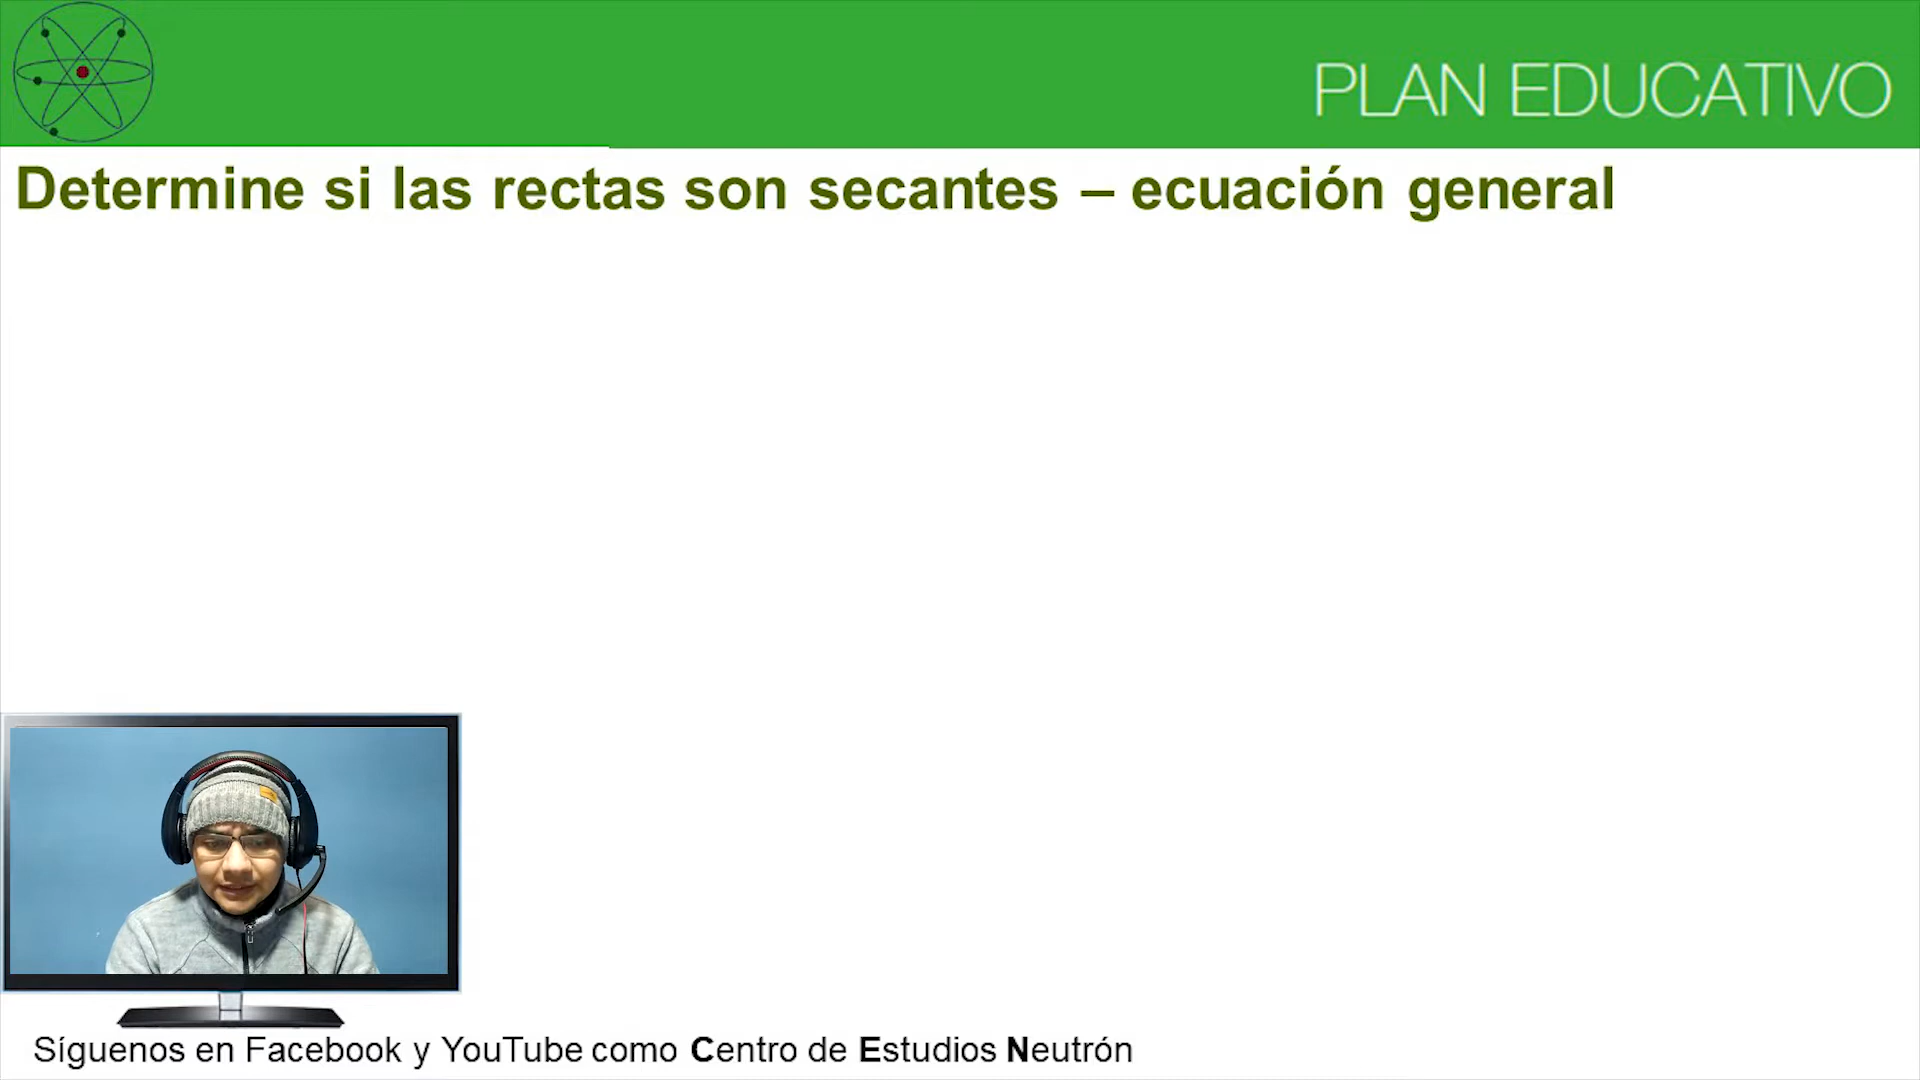 PLAN EDUCATIVO
Determine si las rectas son secantes – ecuación general
Síguenos en Facebook y YouTube como Centro de Estudios Neutrón